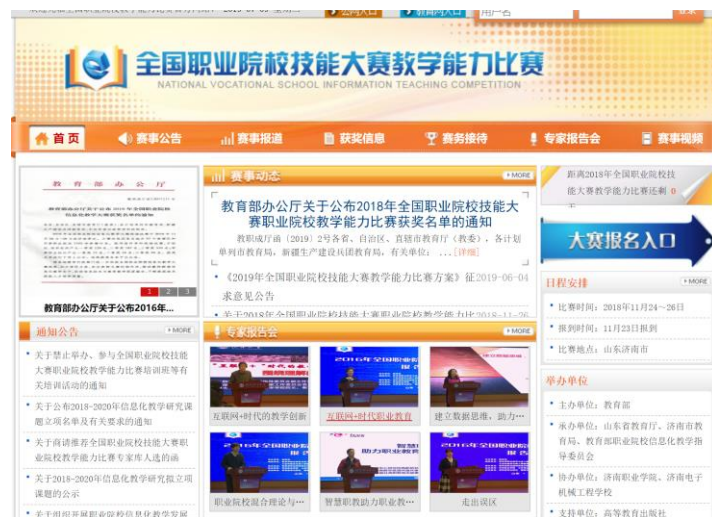 用户名
全国职业院校技能大赛教学能力比赛
NATIONAL VOCATIONAL SCHOOL INFORMATION TEACHING COMPETITION
首页
赛事公告
赛事报道
获奖信息
赛务接待
专家报告会
赛事视频
教育部办公厅
1 2 3
教育部办公厅关于公布2016年...
赛事动态
MORE
教育部办公厅关于公布2018年全国职业院校技能大
赛职业院校教学能力比赛获奖名单的通知
教职成厅函（2019）2号各省、自治区、直辖市教育厅（教委），各计划
单列市教育局，新疆生产建设兵团教育局，有关单位： ...[详细]
《2019年全国职业院校技能大赛教学能力比赛方案》征2019-06-04
求意见公告
距离2018年全国职业院校技
能大赛教学能力比赛还剩 0
大赛报名入口
日程安排
MORE
比赛时间：2018年11月24~26日
报到时间：11月23日报到
比赛地点：山东济南市
通知公告
MORE
关于禁止举办、参与全国职业院校技能
大赛职业院校教学能力比赛培训班等有
关培训活动的通知
关于公布2018-2020年信息化教学研究课
题立项名单及有关要求的通知
关于商请推荐全国职业院校技能大赛职
业院校教学能力比赛专家库人选的函
2018-2020年信息化教学研究拟立项
课题的公示
关于组织开展职业院校信息化教学发展
专家报告会
MORE
互联网+时代的教学创新
互联网+时代职业教育
建立数据思维、助力…
职业院校混合理论与…
智慧职教助力职业教…
走出误区
举办单位
主办单位：教育部
承办单位：山东省教育厅、济南市教
育局、教育部职业院校信息化教学指
导委员会
协办单位：济南职业学院、济南电子
机械工程学校
支持单位：高等教育出版社